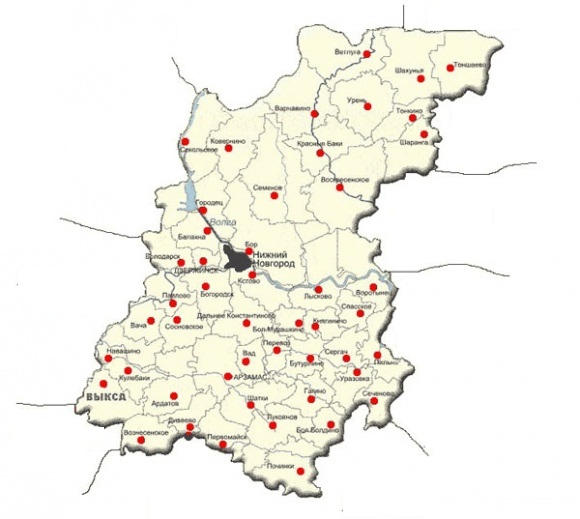 Ветлуга
Шахунья
Тоншаево
Урень
Варнавино
Тонкино
Шаранга
Ковернино
Сокольское
Красные Баки
Воскресенское
Семенов
Городец
Волга
Балахна
Бор
Нижний
Новгород
Володарск
ДЗЕРЖИНСК
Кстово
Богородск
Павлово
Лысково
Воротынец
Спасское
Дальнее Константиново
Вача
Сосновское
Бол.Мурашкино
Княгинино
Перевоз
Навашино
Вад
Бутурлино
Сергач
Пильна
Кулебаки
АРЗАМАС
Уразовка
ВЫКСА
Ардатов
Шатки
Гагино
Сеченово
Лукоянов
Бол.Болдино
Дивеево
Вознесенское
Первомайск
Починки